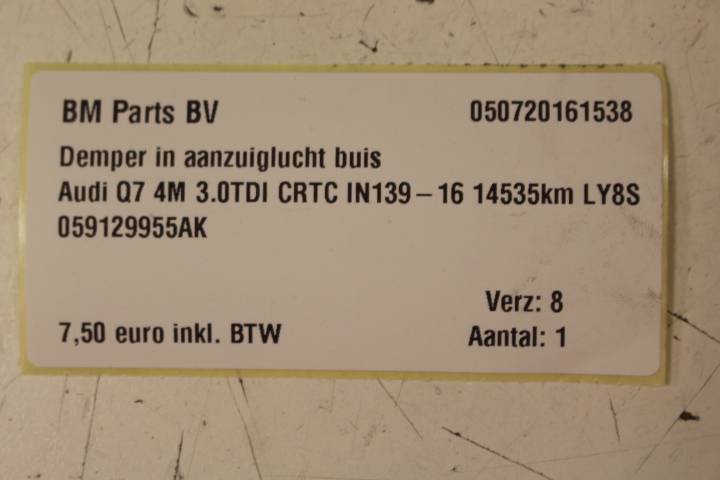 BM Parts BV 050720161538
Demper in aanzuiglucht buis
Audi Q7 4M 3.0TDI CRTC IN139-16 14535km LY8S
059129955AK
Verz: 8
7,50 euro inkl. BTW Aantal: 1